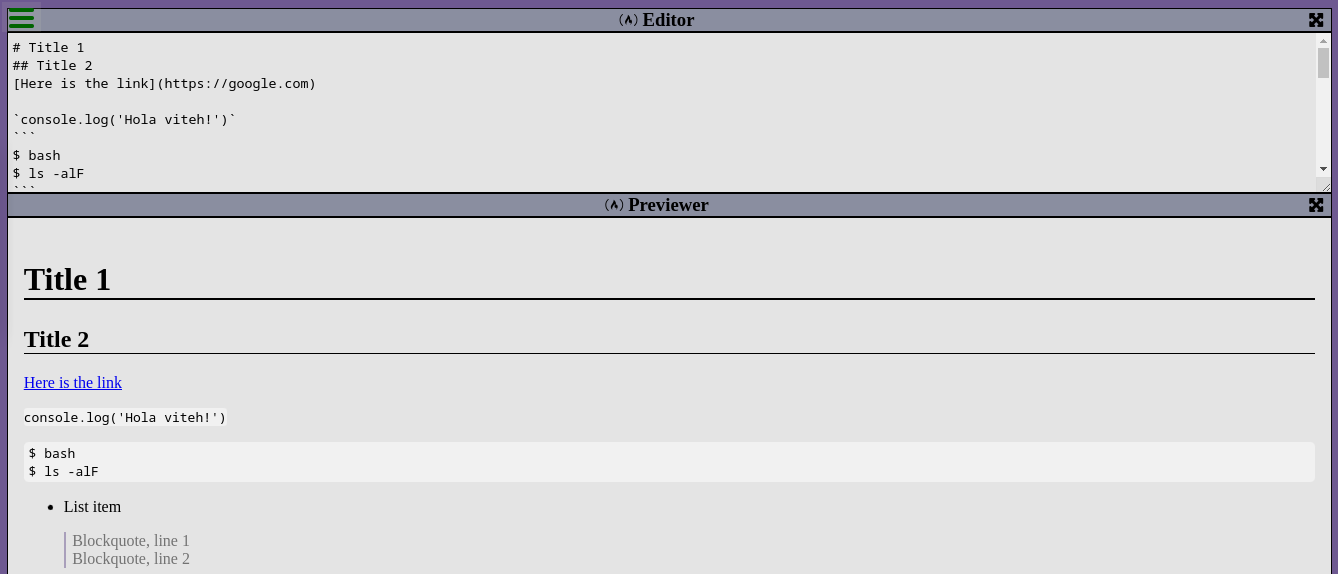 Editor
# Title 1
## Title 2
[Here is the link](https://google.com)
`console.log('Hola viteh!')`
```
$ bash
$ ls -alF
```
Previewer
Title 1
Title 2
Here is the link
console.log('Hola viteh!')
$ bash
$ ls -alF
• List item
Blockquote, line 1
Blockquote, line 2